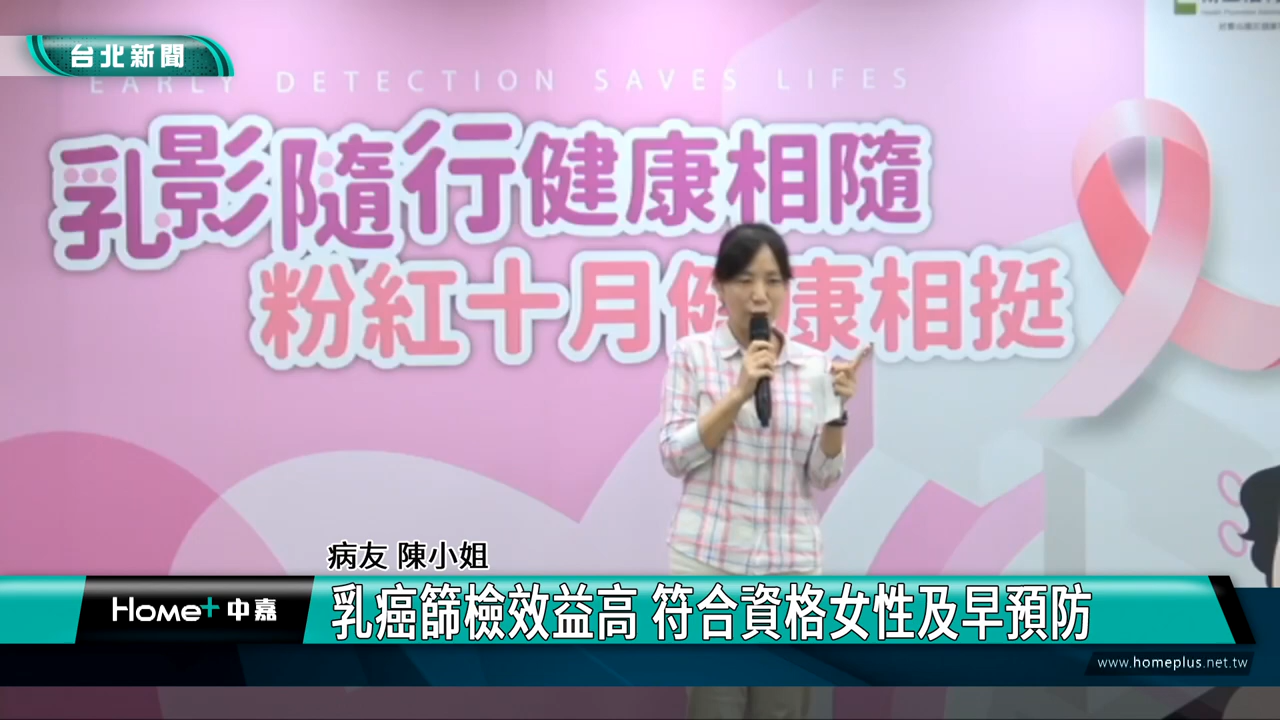 台北新聞
EARLY DETECTION SAVES LIFES
乳影隨行健康相隨
粉紅十月健康相挺
病友 陳小姐
Home+ 中嘉
乳癌篩檢效益高 符合資格女性及早預防
www.homeplus.net.tw